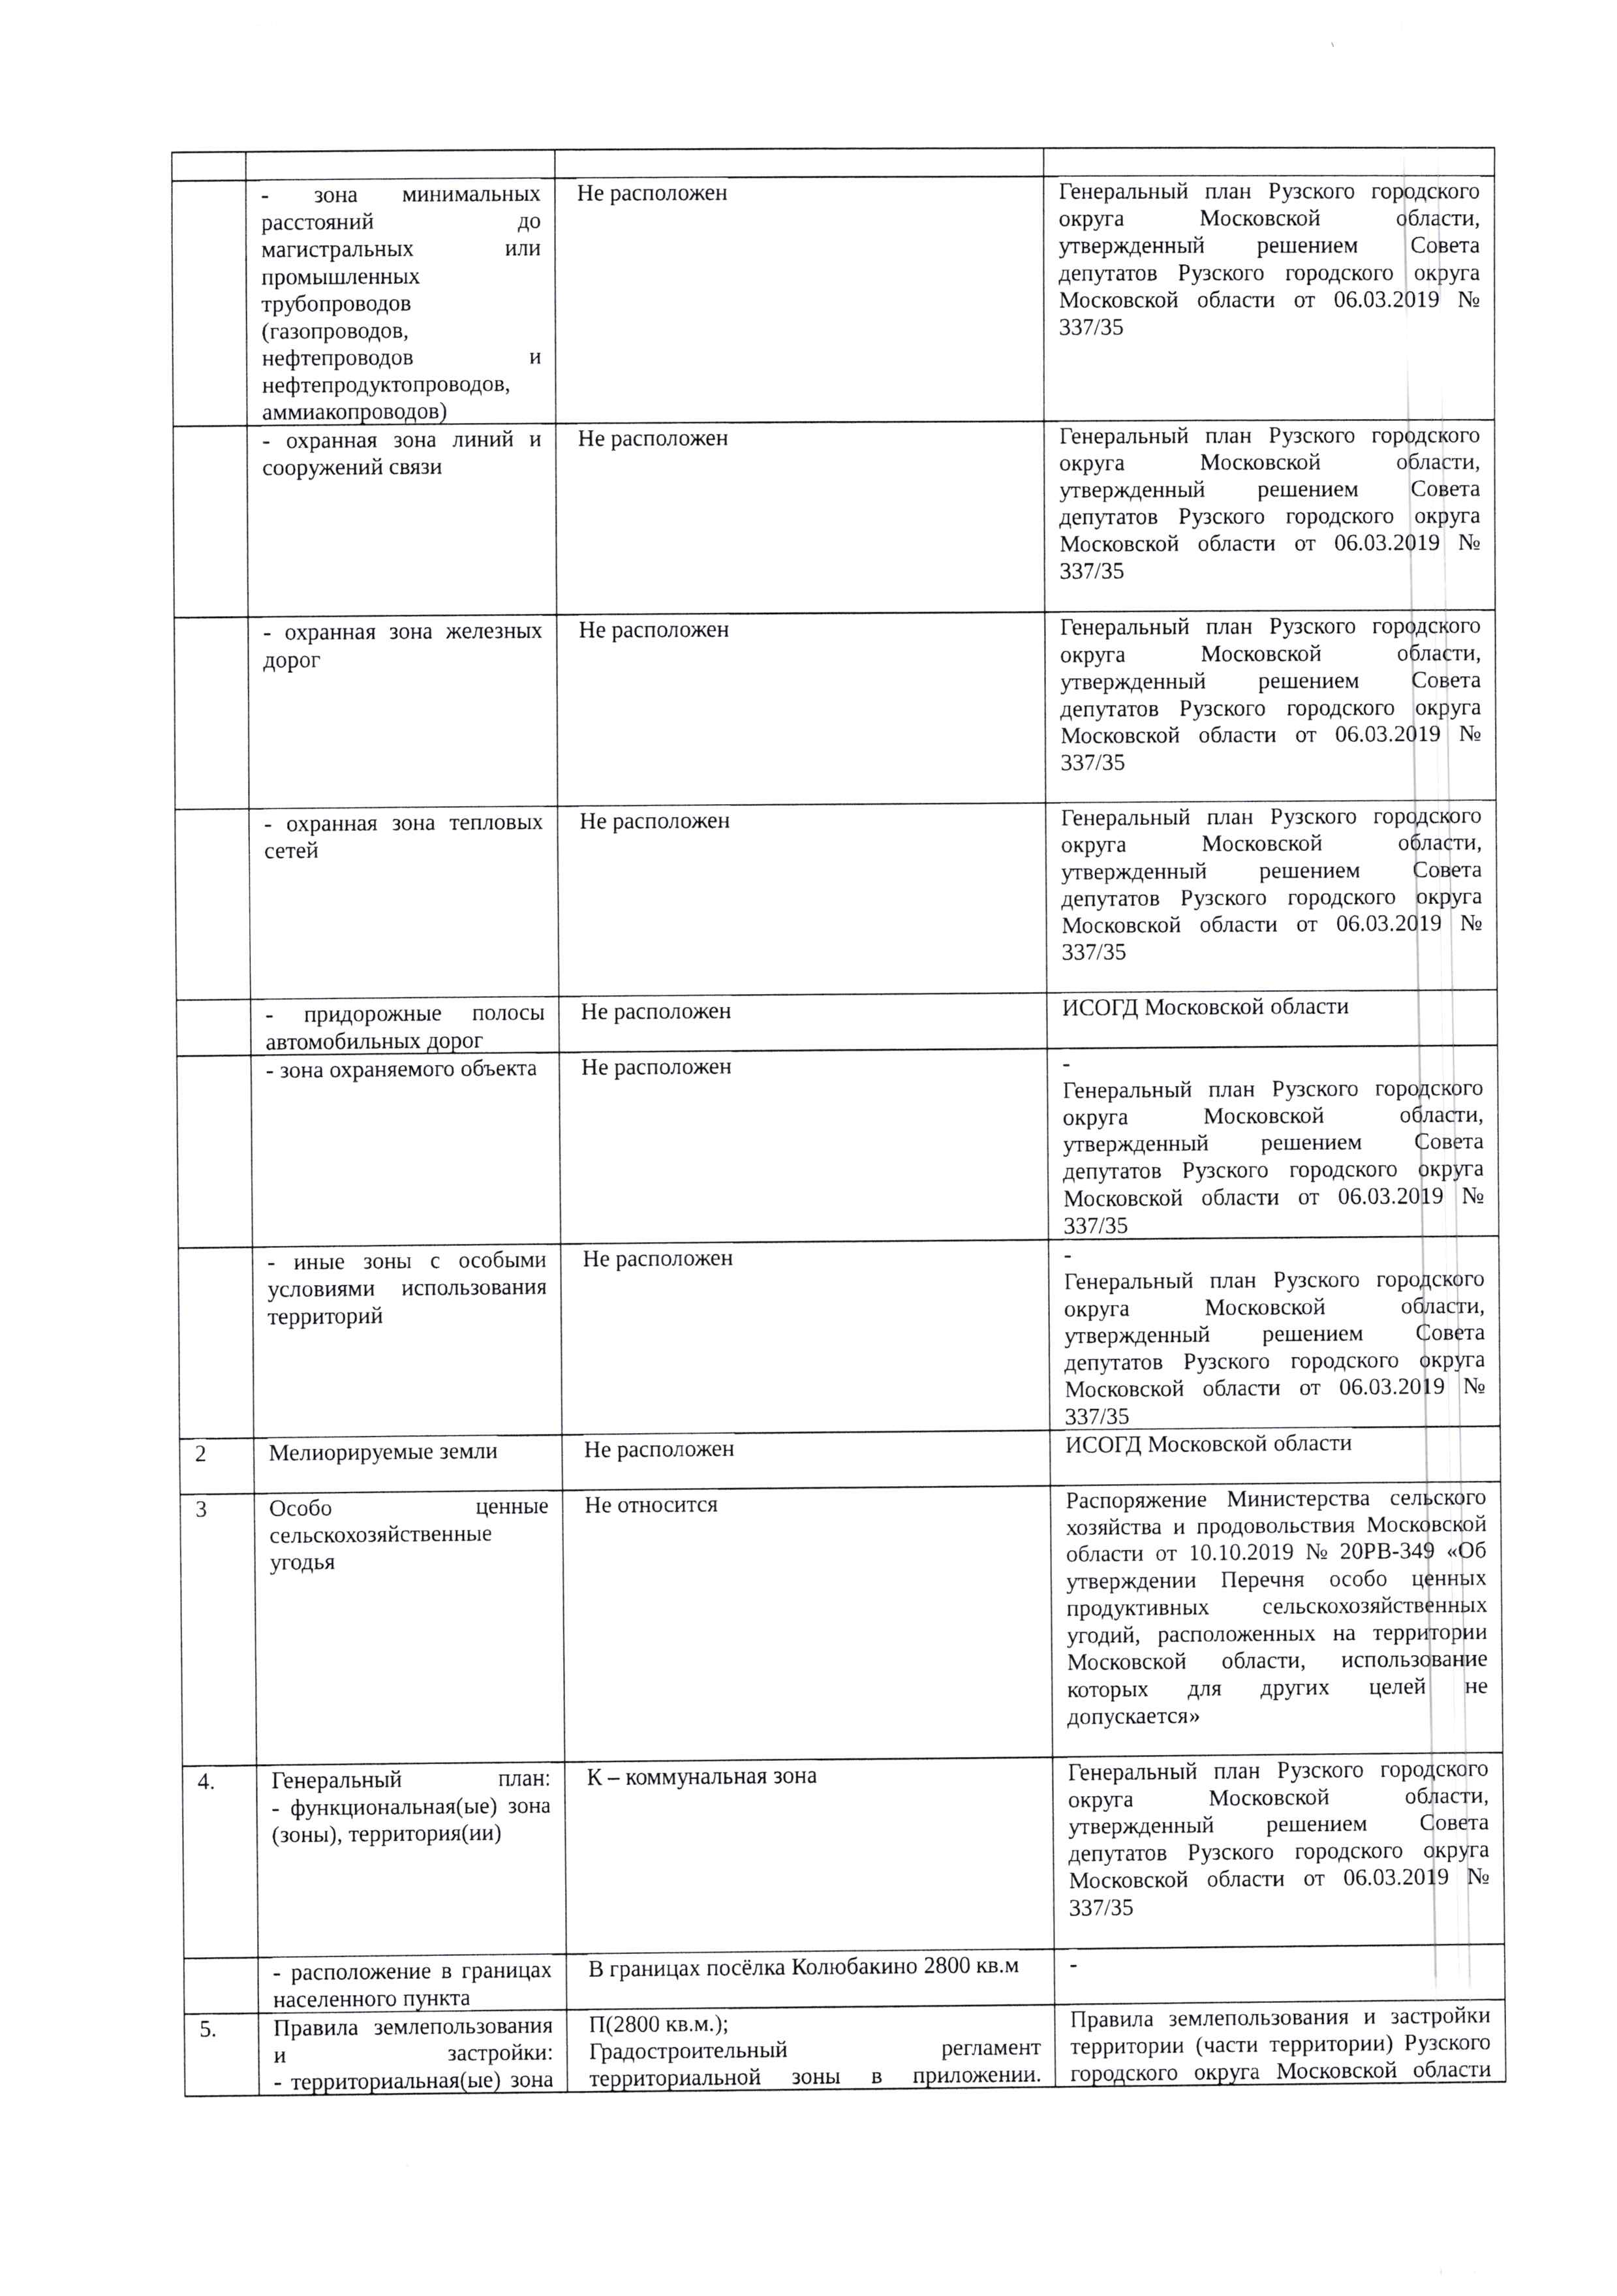 - зона минимальных
расстояний до
магистральных или
промышленных
трубопроводов
(газопроводов,
нефтепроводов и
нефтепродуктопроводов,
аммиакопроводов)
Не расположен
Генеральный план Рузского городского
округа Московской области,
утвержденный решением Совета
депутатов Рузского городского округа
Московской области от 06.03.2019 №
337/35
- охранная зона линий и
сооружений связи
Не расположен
Генеральный план Рузского городского
округа Московской области,
утвержденный решением Совета
депутатов Рузского городского округа
Московской области от 06.03.2019 №
337/35
- охранная зона железных
дорог
Не расположен
Генеральный план Рузского городского
округа Московской области,
утвержденный решением Совета
депутатов Рузского городского округа
Московской области от 06.03.2019 №
337/35
- охранная зона тепловых
сетей
Не расположен
Генеральный план Рузского городского
округа Московской области,
утвержденный решением Совета
депутатов Рузского городского округа
Московской области от 06.03.2019 №
337/35
- придорожные полосы
автомобильных дорог
Не расположен
ИСОГД Московской области
- зона охраняемого объекта
Не расположен
-
Генеральный план Рузского городского
округа Московской области,
утвержденный решением Совета
депутатов Рузского городского округа
Московской области от 06.03.2019 №
337/35
- иные зоны с особыми
условиями использования
территорий
Не расположен
-
Генеральный план Рузского городского
округа Московской области,
утвержденный решением Совета
депутатов Рузского городского округа
Московской области от 06.03.2019 №
337/35
2
Мелиорируемые земли
Не расположен
ИСОГД Московской области
3
Особо ценные
сельскохозяйственные
угодья
Не относится
Распоряжение Министерства сельского
хозяйства и продовольствия Московской
области от 10.10.2019 № 20РВ-349 «Об
утверждении Перечня особо ценных
продуктивных сельскохозяйственных
угодий, расположенных на территории
Московской области, использование
которых для других целей не
допускается»
4.
Генеральный план:
- функциональная(ые) зона
(зоны), территория(ии)
К – коммунальная зона
Генеральный план Рузского городского
округа Московской области,
утвержденный решением Совета
депутатов Рузского городского округа
Московской области от 06.03.2019 №
337/35
- расположение в границах
населенного пункта
В границах посёлка Колюбакино 2800 кв.м
-
5.
Правила землепользования
и застройки:
- территориальная(ые) зона
П(2800 кв.м.);
Градостроительный регламент
территориальной зоны в приложении.
Правила землепользования и застройки
территории (части территории) Рузского
городского округа Московской области